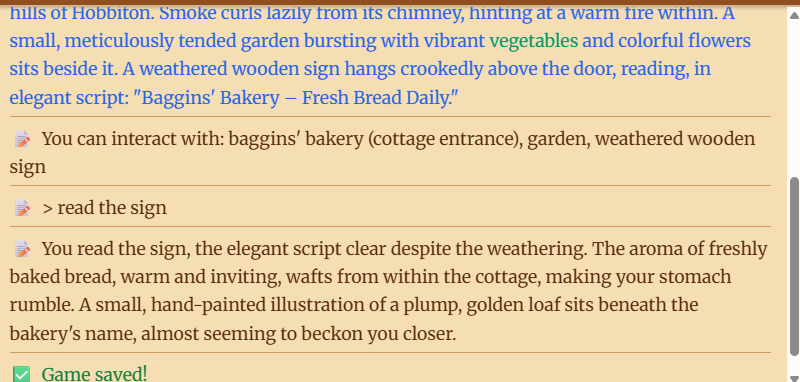 hills of Hobbiton. Smoke curls lazily from its chimney, hinting at a warm fire within. A
small, meticulously tended garden bursting with vibrant vegetables and colorful flowers
sits beside it. A weathered wooden sign hangs crookedly above the door, reading, in
elegant script: "Baggins' Bakery – Fresh Bread Daily."
You can interact with: baggins' bakery (cottage entrance), garden, weathered wooden
sign
> read the sign
You read the sign, the elegant script clear despite the weathering. The aroma of freshly
baked bread, warm and inviting, wafts from within the cottage, making your stomach
rumble. A small, hand-painted illustration of a plump, golden loaf sits beneath the
bakery's name, almost seeming to beckon you closer.
Game saved!